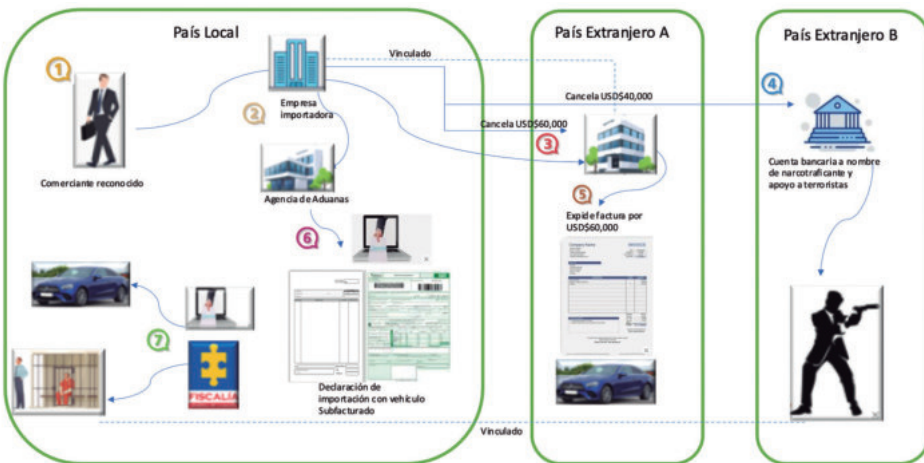 País Local
País Extranjero A
País Extranjero B
Vinculado
1
Comerciante reconocido
2
Empresa
importadora
Agencia de Aduanas
Cancela USD$40,000
4
Cancela USD$60,000
3
Cuenta bancaria a nombre
de narcotraficante y
apoyo a terroristas
5
Expide factura por
USD$60,000
6
7
FISCALIA
Declaración de
importación con vehículo
Subfacturado
Vinculado